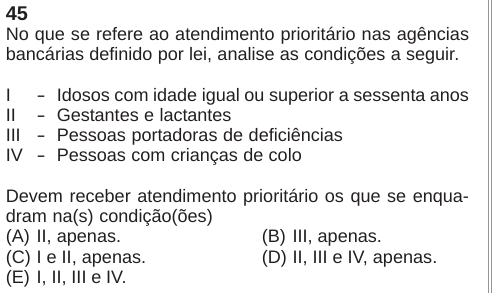 45
No que se refere ao atendimento prioritário nas agências
bancárias definido por lei, analise as condições a seguir.
I – Idosos com idade igual ou superior a sessenta anos
II – Gestantes e lactantes
III – Pessoas portadoras de deficiências
IV – Pessoas com crianças de colo
Devem receber atendimento prioritário os que se enqua-
dram na(s) condição(ões)
(A) II, apenas. (B) III, apenas.
(C) I e II, apenas. (D) II, III e IV, apenas.
(E) I, II, III e IV.